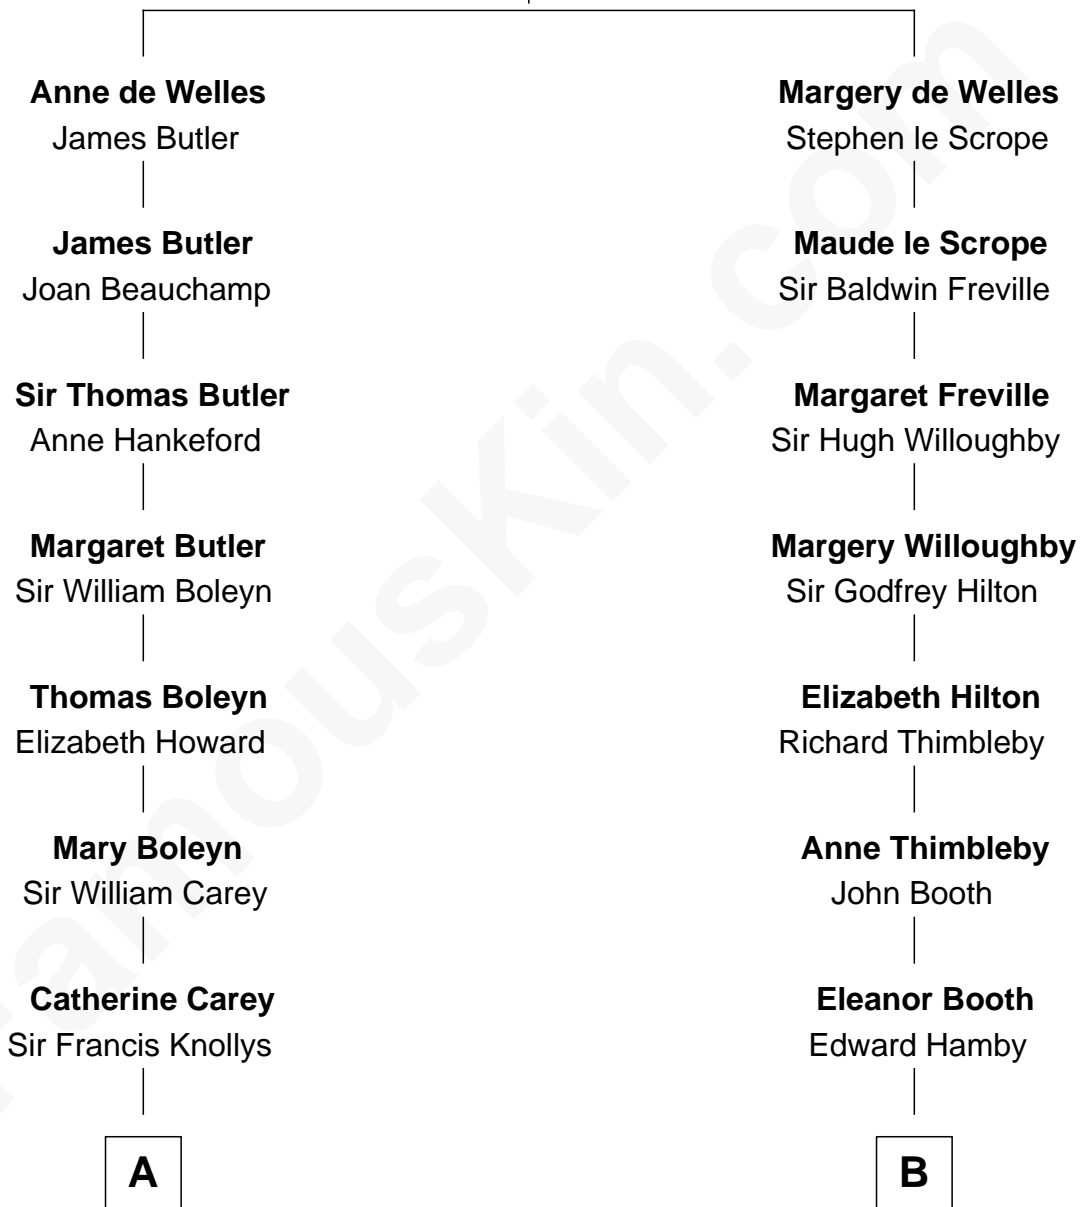 Anne de Welles
James Butler
James Butler
Joan Beauchamp
Sir Thomas Butler
Anne Hankeford
Margaret Butler
Sir William Boleyn
Thomas Boleyn
Elizabeth Howard
Mary Boleyn
Sir William Carey
Catherine Carey
Sir Francis Knollys
A
Margery de Welles
Stephen le Scrope
Maude le Scrope
Sir Baldwin Freville
Margaret Freville
Sir Hugh Willoughby
Margery Willoughby
Sir Godfrey Hilton
Elizabeth Hilton
Richard Thimbleby
Anne Thimbleby
John Booth
Eleanor Booth
Edward Hamby
B
FamousKin.com